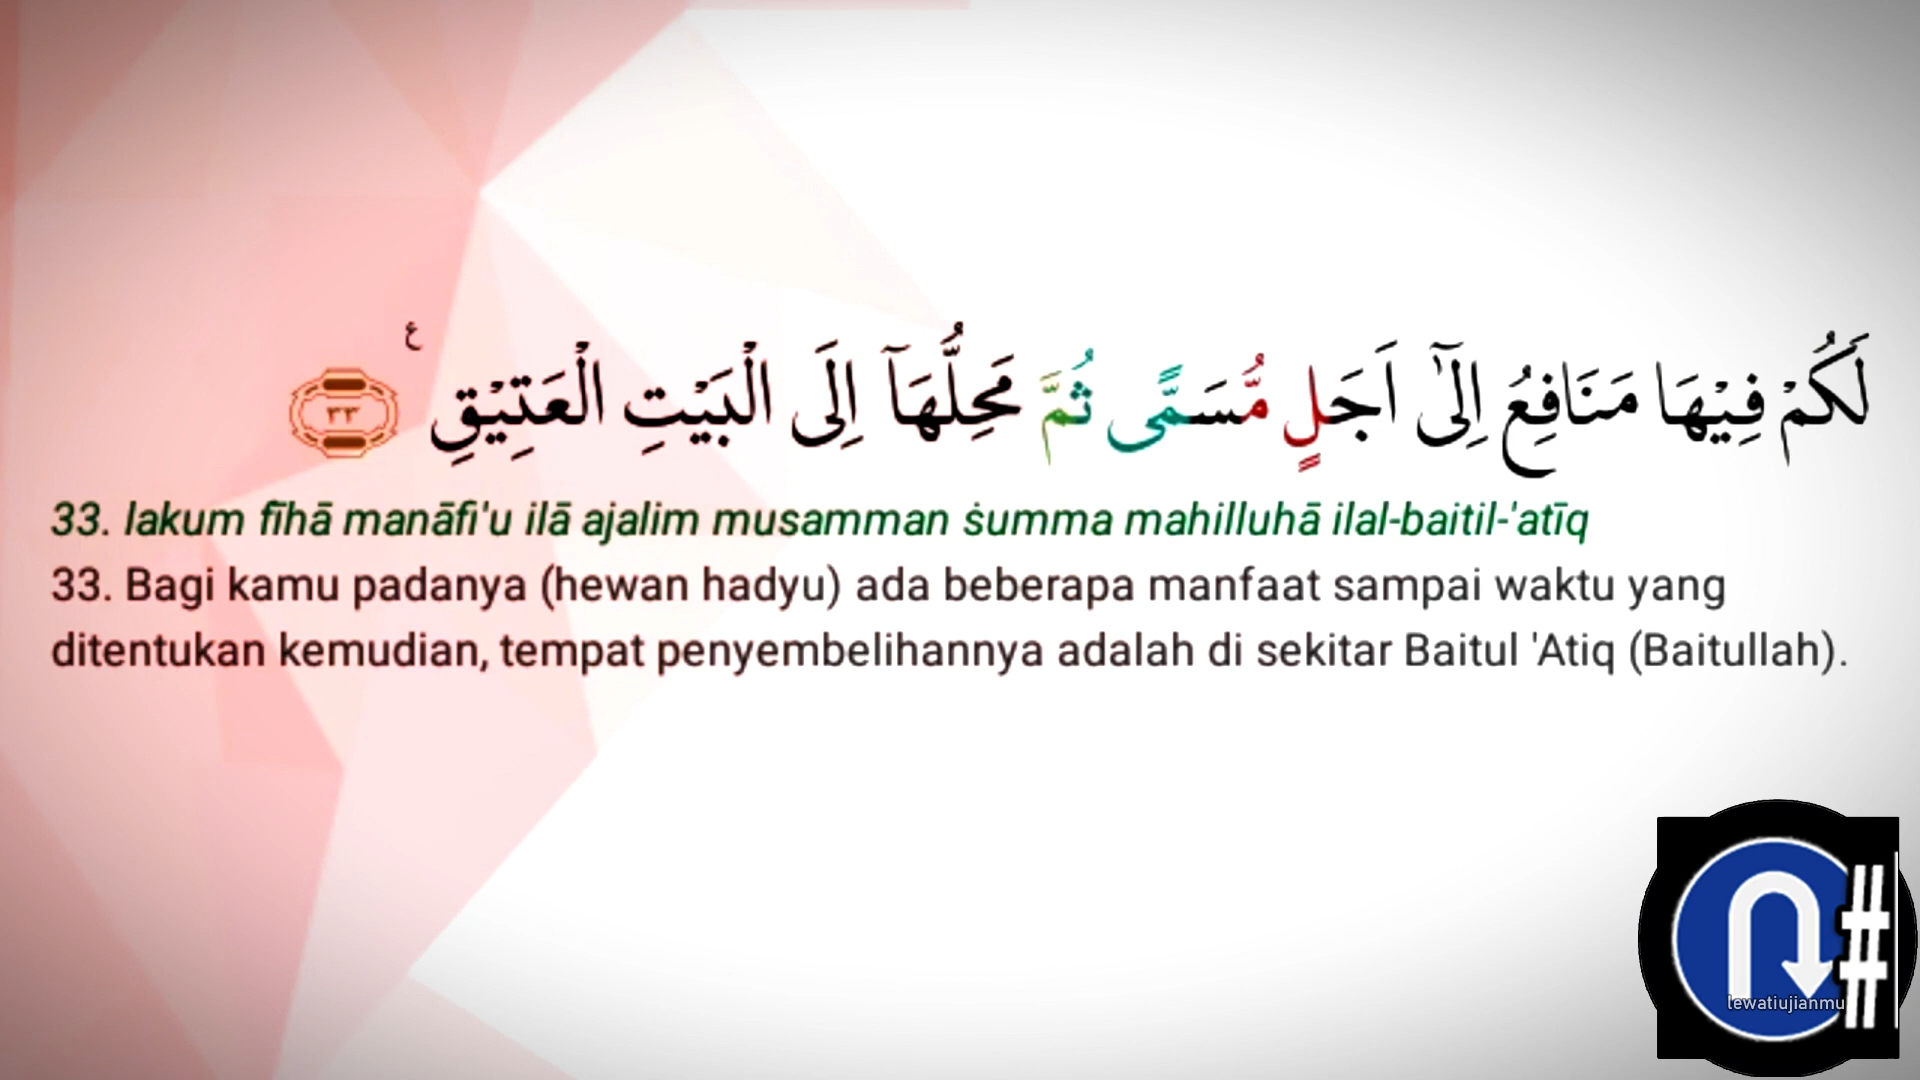 لَكُمْ فِيْهَا مَنَافِعُ اِلٰٓى اَجَلٍ مُّسَمًّى ثُمَّ مَحِلُّهَآ اِلَى الْبَيْتِ الْعَتِيْقِ ࣖ ٣٣
33. lakum fīhā manāfi'u ilā ajalim musamman ṡumma mahilluhā ilal-baitil-'atīq
33. Bagi kamu padanya (hewan hadyu) ada beberapa manfaat sampai waktu yang
ditentukan kemudian, tempat penyembelihannya adalah di sekitar Baitul 'Atiq (Baitullah).
#
lewatiujianmu